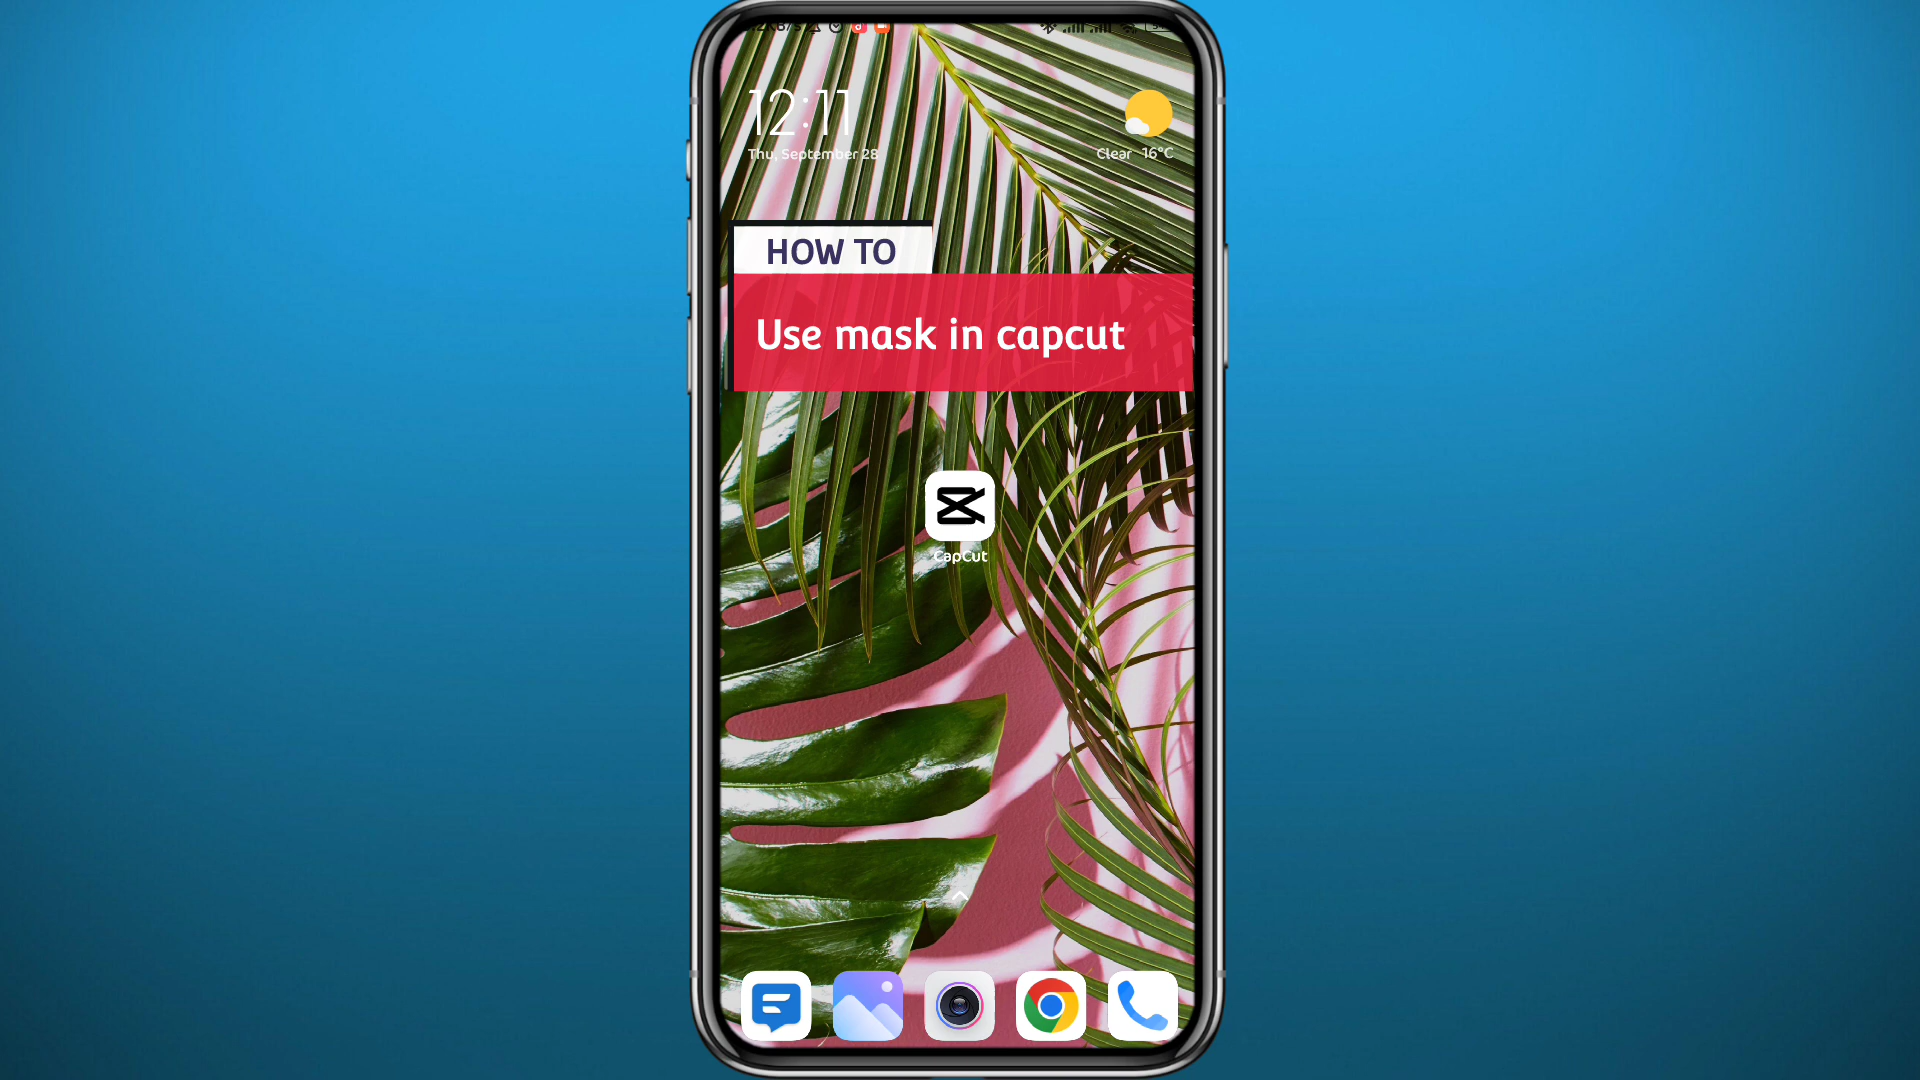 12:11
Thu, September 28
Clear 16°C
HOW TO
Use mask in capcut
CapCut